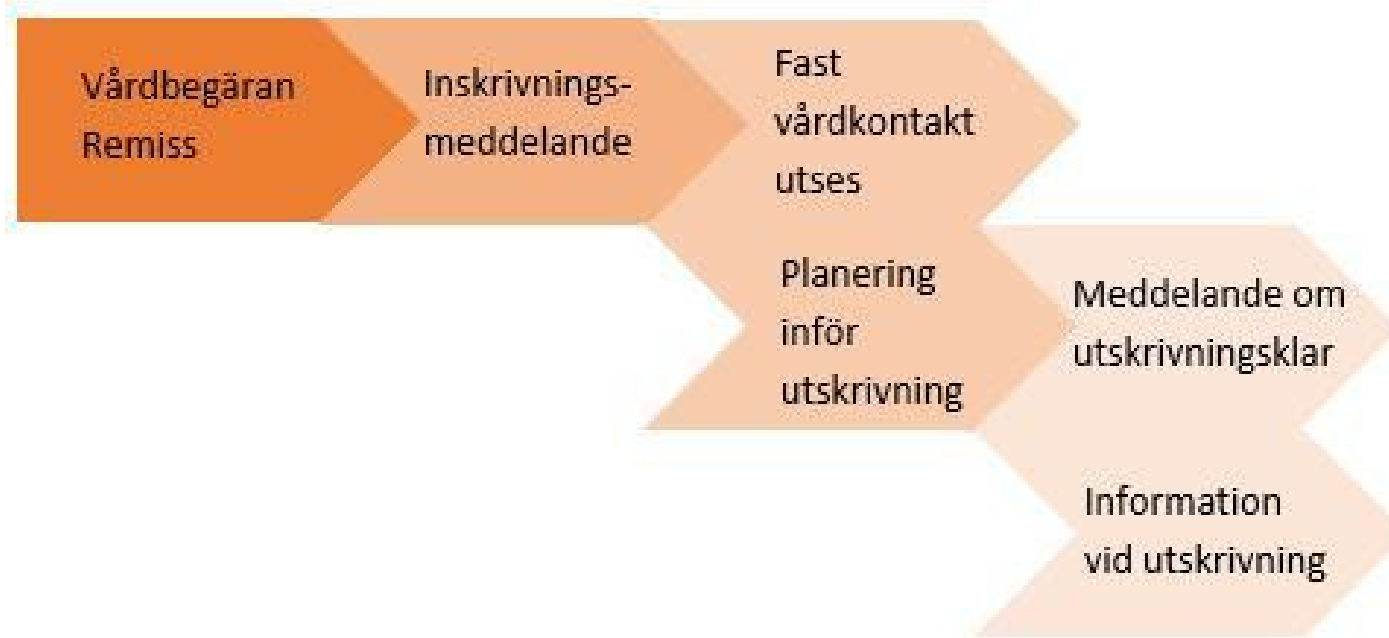 Vårdbegäran
Remiss
Inskrivnings-
meddelande
Fast
vårdkontakt
utses
Planering
inför
utskrivning
Meddelande om
utskrivningsklar
Information
vid utskrivning